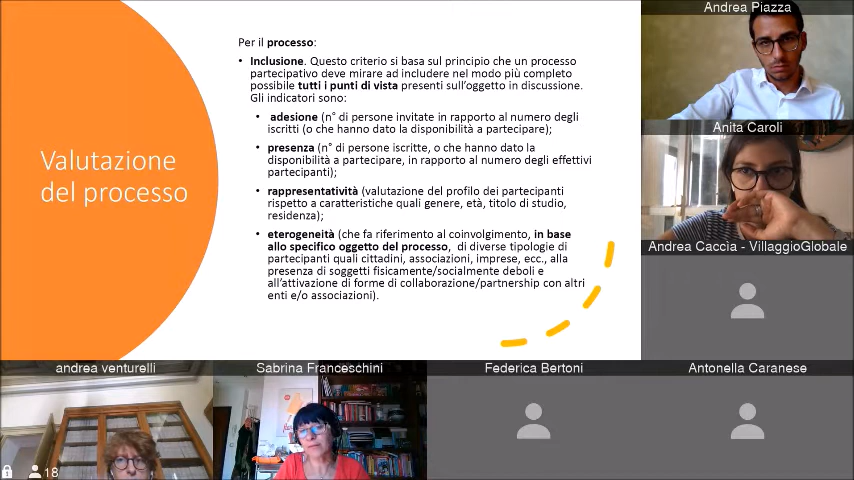 Valutazione
del processo
Per il processo:
• Inclusione. Questo criterio si basa sul principio che un processo
partecipativo deve mirare ad includere nel modo più completo
possibile tutti i punti di vista presenti sull'oggetto in discussione.
Gli indicatori sono:
• adesione (n° di persone invitate in rapporto al numero degli
iscritti (o che hanno dato la disponibilità a partecipare);
• presenza (n° di persone iscritte, o che hanno dato la
disponibilità a partecipare, in rapporto al numero degli effettivi
partecipanti);
• rappresentatività (valutazione del profilo dei partecipanti
rispetto a caratteristiche quali genere, età, titolo di studio,
residenza);
• eterogeneità (che fa riferimento al coinvolgimento, in base
allo specifico oggetto del processo, di diverse tipologie di
partecipanti quali cittadini, associazioni, imprese, ecc., alla
presenza di soggetti fisicamente/socialmente deboli e
all'attivazione di forme di collaborazione/partnership con altri
enti e/o associazioni).
Andrea Piazza
Anita Caroli
Andrea Caccia - VillaggioGlobale
andrea venturelli
Sabrina Franceschini
Federica Bertoni
Antonella Caranese
18